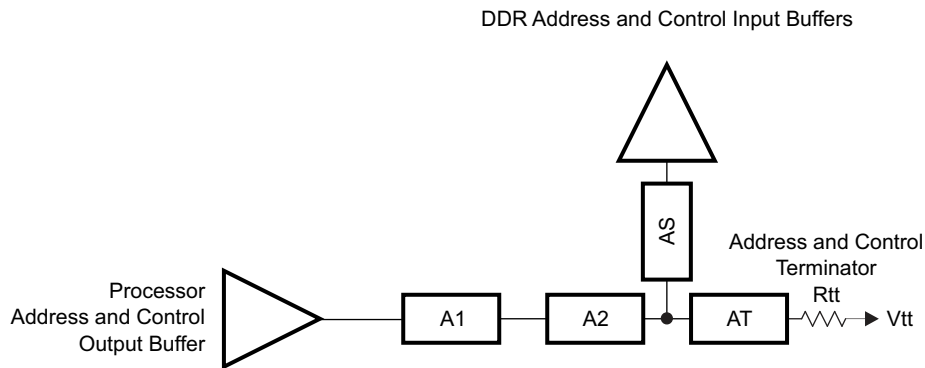 DDR Address and Control Input Buffers
AS
Address and Control
Terminator
Rtt
Processor
Address and Control
Output Buffer
A1
A2
AT
Vtt